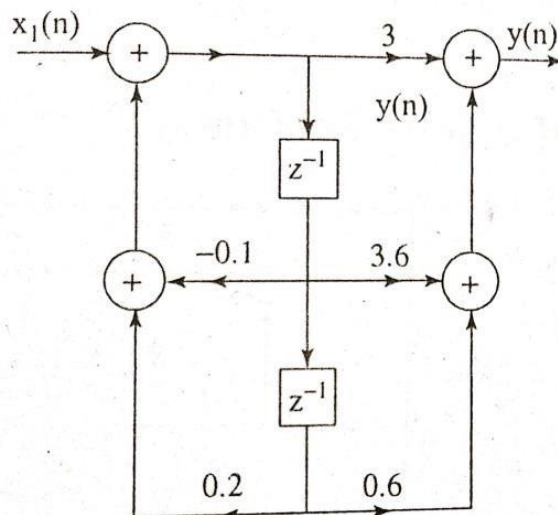 x₁(n)
3
y(n)
y(n)
+
+
z⁻¹
−0.1
3.6
+
+
z⁻¹
0.2
0.6